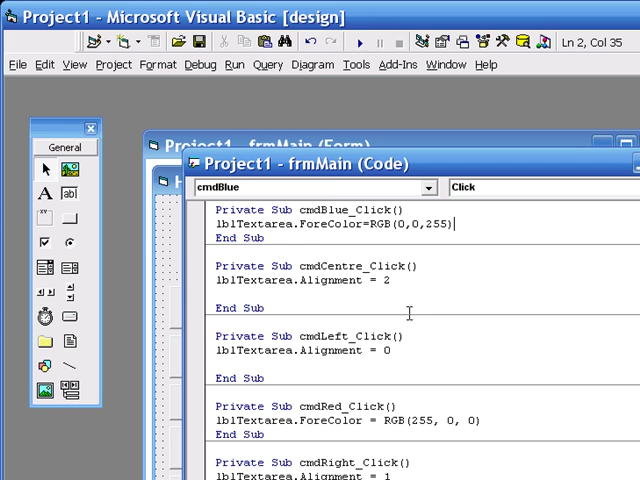 Project1 - Microsoft Visual Basic [design]
Ln 2, Col 35
File Edit View Project Format Debug Run Query Diagram Tools Add-Ins Window Help
Project1 - frmMain (Form)
General
Project1 - frmMain (Code)
cmdBlue Click
Private Sub cmdBlue_Click()
lblTextarea.ForeColor=RGB(0,0,255)
End Sub
Private Sub cmdCentre_Click()
lblTextarea.Alignment = 2
End Sub
Private Sub cmdLeft_Click()
lblTextarea.Alignment = 0
End Sub
Private Sub cmdRed_Click()
lblTextarea.ForeColor = RGB(255, 0, 0)
End Sub
Private Sub cmdRight_Click()
lblTextarea.Alignment = 1